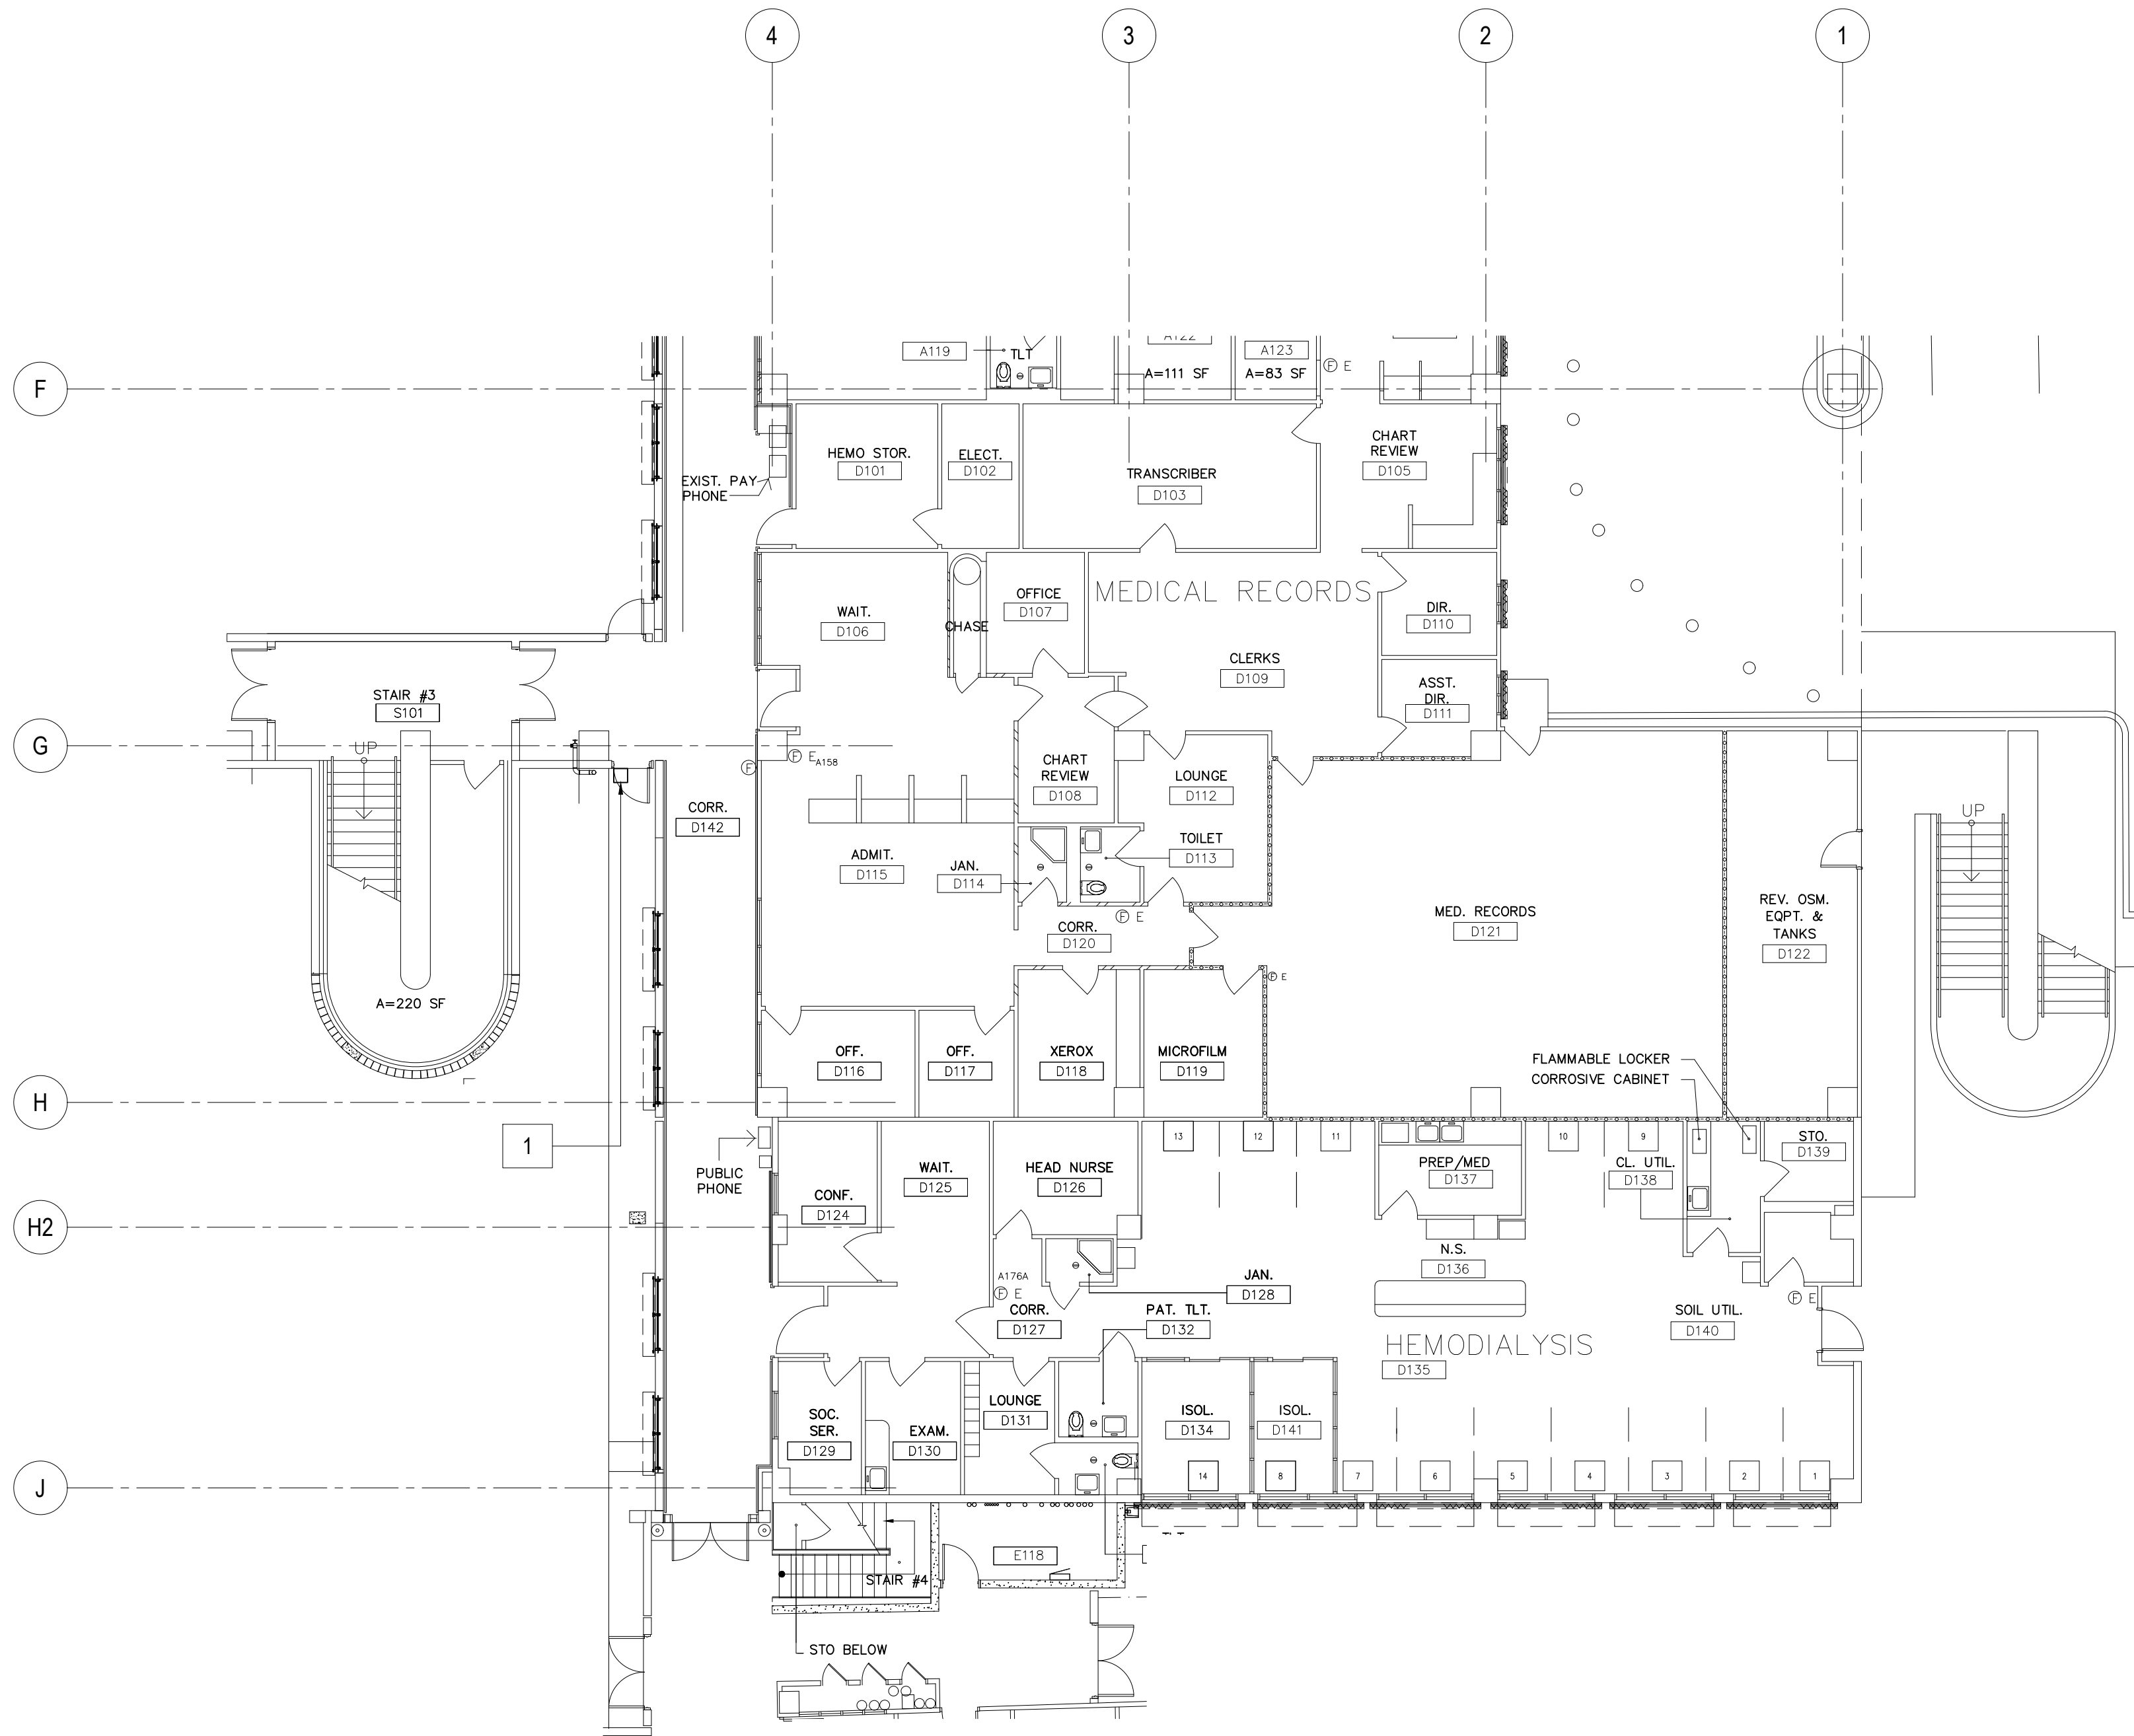 4
3
2
1
F
A119
TLT
A122
A=111 SF
A123
A=83 SF
F E
EXIST. PAY
PHONE
HEMO STOR.
D101
ELECT.
D102
TRANSCRIBER
D103
CHART
REVIEW
D105
WAIT.
D106
CHASE
OFFICE
D107
MEDICAL RECORDS
DIR.
D110
CLERKS
D109
ASST.
DIR.
D111
STAIR #3
S101
UP
G
F E
A158
F
CORR.
D142
CHART
REVIEW
D108
LOUNGE
D112
TOILET
D113
ADMIT.
D115
JAN.
D114
F E
CORR.
D120
MED. RECORDS
D121
REV. OSM.
EQPT. &
TANKS
D122
UP
F E
A=220 SF
OFF.
D116
OFF.
D117
XEROX
D118
MICROFILM
D119
FLAMMABLE LOCKER
CORROSIVE CABINET
H
1
PUBLIC
PHONE
CONF.
D124
WAIT.
D125
HEAD NURSE
D126
13
12
11
PREP/MED
D137
10
9
CL. UTIL.
D138
STO.
D139
H2
N.S.
D136
A176A
F E
CORR.
D127
JAN.
D128
PAT. TLT.
D132
SOIL UTIL.
D140
F E
HEMODIALYSIS
D135
SOC.
SER.
D129
EXAM.
D130
LOUNGE
D131
ISOL.
D134
ISOL.
D141
J
14
8
7
6
5
4
3
2
1
E118
STAIR #4
STO BELOW